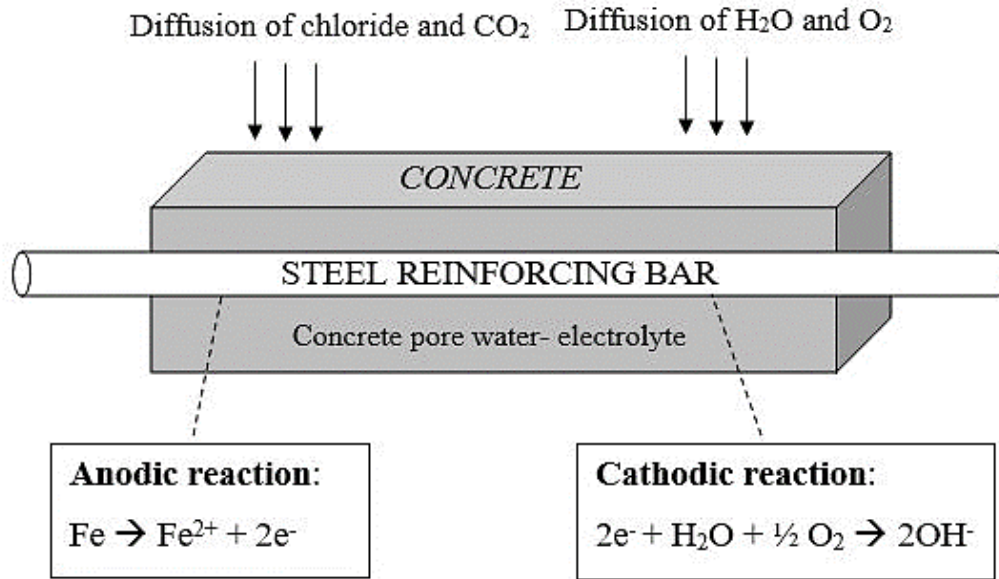 Diffusion of chloride and CO₂
Diffusion of H₂O and O₂
CONCRETE
STEEL REINFORCING BAR
Concrete pore water- electrolyte
Anodic reaction:
Fe → Fe²⁺ + 2e⁻
Cathodic reaction:
2e⁻ + H₂O + ½ O₂ → 2OH⁻